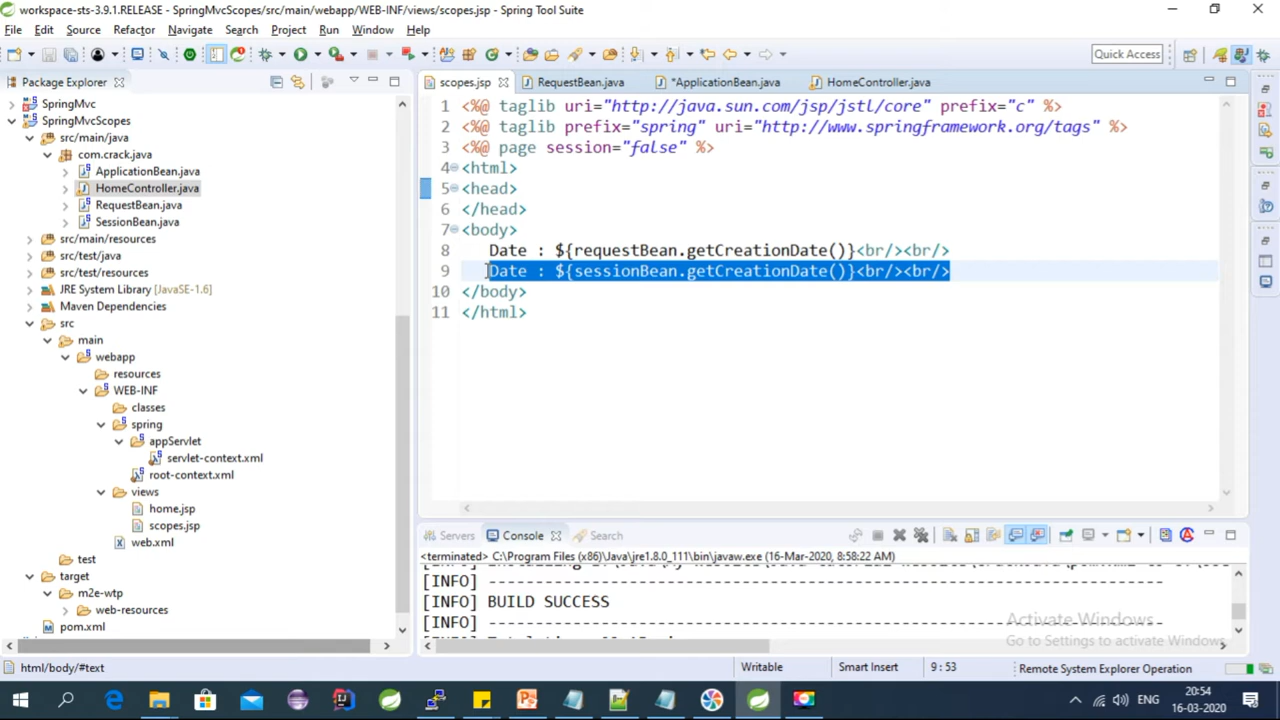 workspace-sts-3.9.1.RELEASE - SpringMvcScopes/src/main/webapp/WEB-INF/views/scopes.jsp - Spring Tool Suite
File Edit Source Refactor Navigate Search Project Run Window Help
Quick Access
Package Explorer
SpringMvc
SpringMvcScopes
src/main/java
com.crack.java
ApplicationBean.java
HomeController.java
RequestBean.java
SessionBean.java
src/main/resources
src/test/java
src/test/resources
JRE System Library [JavaSE-1.6]
Maven Dependencies
src
main
webapp
resources
WEB-INF
classes
spring
appServlet
servlet-context.xml
root-context.xml
views
home.jsp
scopes.jsp
web.xml
test
target
m2e-wtp
web-resources
pom.xml
scopes.jsp RequestBean.java *ApplicationBean.java HomeController.java
1 <%@ taglib uri="http://java.sun.com/jsp/jstl/core" prefix="c" %>
2 <%@ taglib prefix="spring" uri="http://www.springframework.org/tags" %>
3 <%@ page session="false" %>
4 <html>
5 <head>
6 </head>
7 <body>
8 Date : ${requestBean.getCreationDate()}<br/><br/>
9 Date : ${sessionBean.getCreationDate()}<br/><br/>
10 </body>
11 </html>
Servers Console Search
<terminated> C:\Program Files (x86)\Java\jre1.8.0_111\bin\javaw.exe (16-Mar-2020, 8:58:22 AM)
[INFO] ------------------------------------------------------------------------
[INFO] BUILD SUCCESS
[INFO] ------------------------------------------------------------------------
Activate Windows
Go to Settings to activate Windows.
html/body/#text Writable Smart Insert 9 : 53 Remote System Explorer Operation
ENG
20:54
16-03-2020